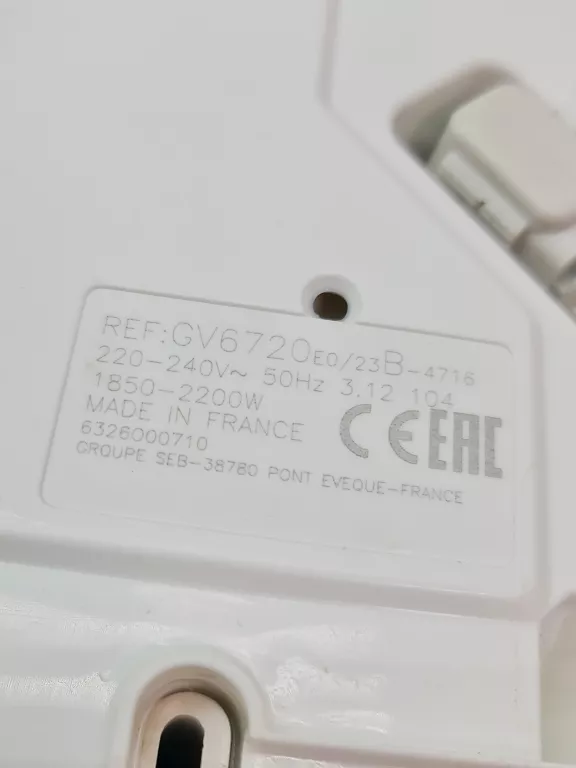 REF:GV6720E0/23B-4716
220-240V~ 50Hz 3.12 104
1850-2200W
MADE IN FRANCE
CE EAC
6326000710
GROUPE SEB-38780 PONT EVEQUE-FRANCE